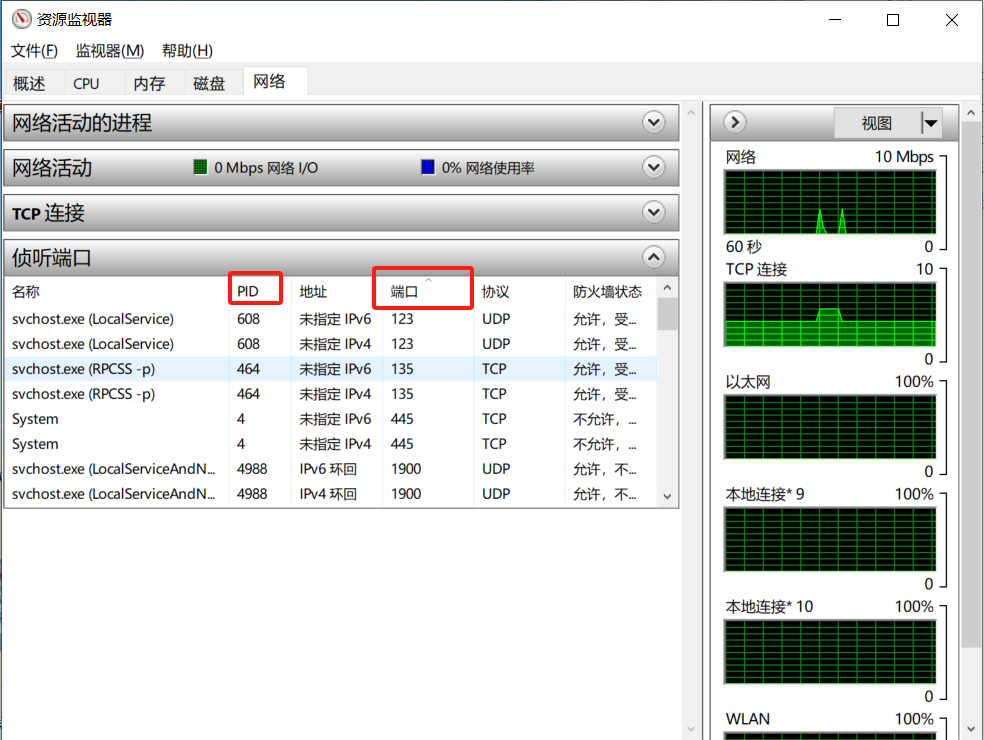 资源监视器
文件(F) 监视器(M) 帮助(H)
概述 CPU 内存 磁盘 网络
网络活动的进程
网络活动 0 Mbps 网络 I/O 0% 网络使用率
TCP 连接
侦听端口
名称 PID 地址 端口 协议 防火墙状态
svchost.exe (LocalService) 608 未指定 IPv6 123 UDP 允许，受...
svchost.exe (LocalService) 608 未指定 IPv4 123 UDP 允许，受...
svchost.exe (RPCSS -p) 464 未指定 IPv6 135 TCP 允许，受...
svchost.exe (RPCSS -p) 464 未指定 IPv4 135 TCP 允许，受...
System 4 未指定 IPv6 445 TCP 不允许，...
System 4 未指定 IPv4 445 TCP 不允许，...
svchost.exe (LocalServiceAndN... 4988 IPv6 环回 1900 UDP 允许，不...
svchost.exe (LocalServiceAndN... 4988 IPv4 环回 1900 UDP 允许，不...
视图
网络 10 Mbps
60 秒 0
TCP 连接 10
0
以太网 100%
0
本地连接* 9 100%
0
本地连接* 10 100%
0
WLAN 100%